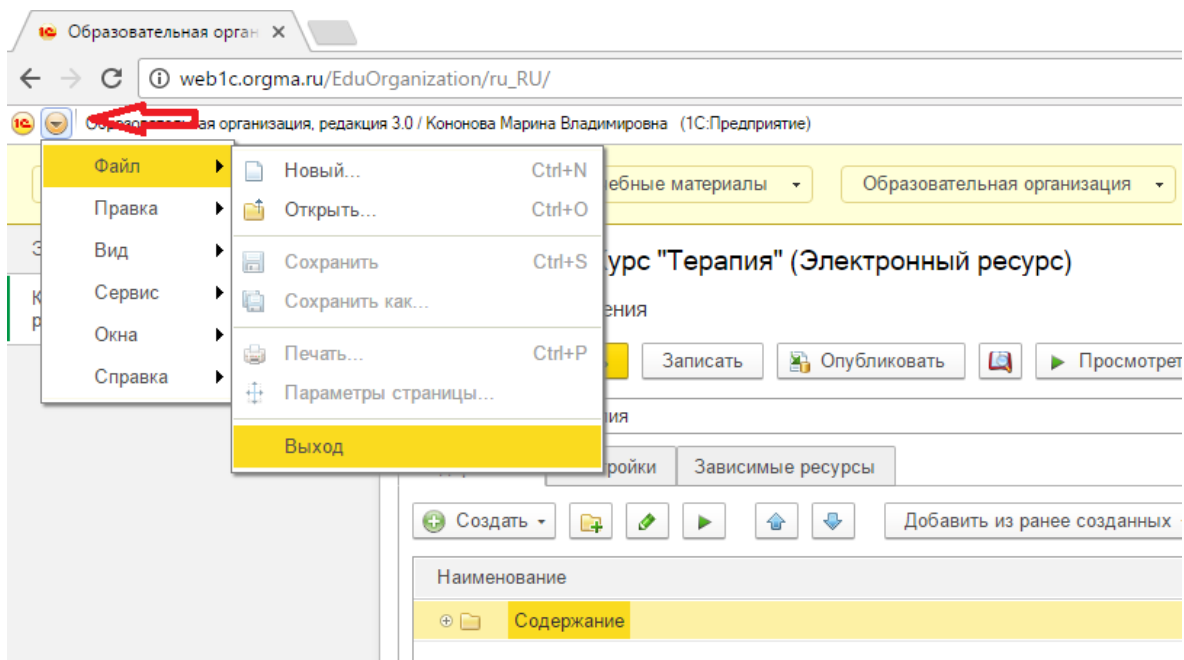 Образовательная орган
web1c.orgma.ru/EduOrganization/ru_RU/
Образовательная организация, редакция 3.0 / Кононова Марина Владимировна (1С:Предприятие)
Файл
Правка
Вид
Сервис
Окна
Справка
Новый... Ctrl+N
Открыть... Ctrl+O
Сохранить Ctrl+S
Сохранить как...
Печать... Ctrl+P
Параметры страницы...
Выход
ебные материалы Образовательная организация
урс "Терапия" (Электронный ресурс)
ения
Записать Опубликовать Просмотрет
ия
ройки Зависимые ресурсы
Создать Добавить из ранее созданных
Наименование
Содержание